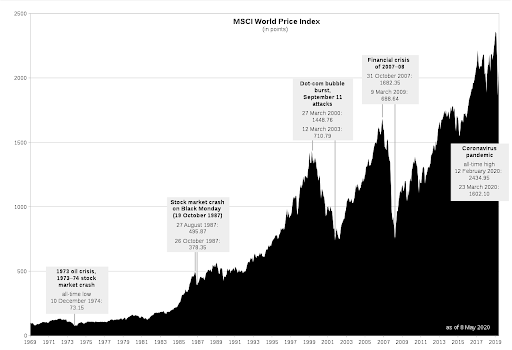 MSCI World Price Index
(in points)
2500
2000
1500
1000
500
0
Financial crisis
of 2007–08
31 October 2007:
1682.35
9 March 2009:
688.64
Dot-com bubble
burst,
September 11
attacks
27 March 2000:
1448.76
12 March 2003:
710.79
Coronavirus
pandemic
all-time high
12 February 2020:
2434.95
23 March 2020:
1602.10
Stock market crash
on Black Monday
(19 October 1987)
27 August 1987:
495.87
26 October 1987:
378.35
1973 oil crisis,
1973–74 stock
market crash
all-time low
10 December 1974:
73.15
as of 8 May 2020
1969 1971 1973 1975 1977 1979 1981 1983 1985 1987 1989 1991 1993 1995 1997 1999 2001 2003 2005 2007 2009 2011 2013 2015 2017 2019